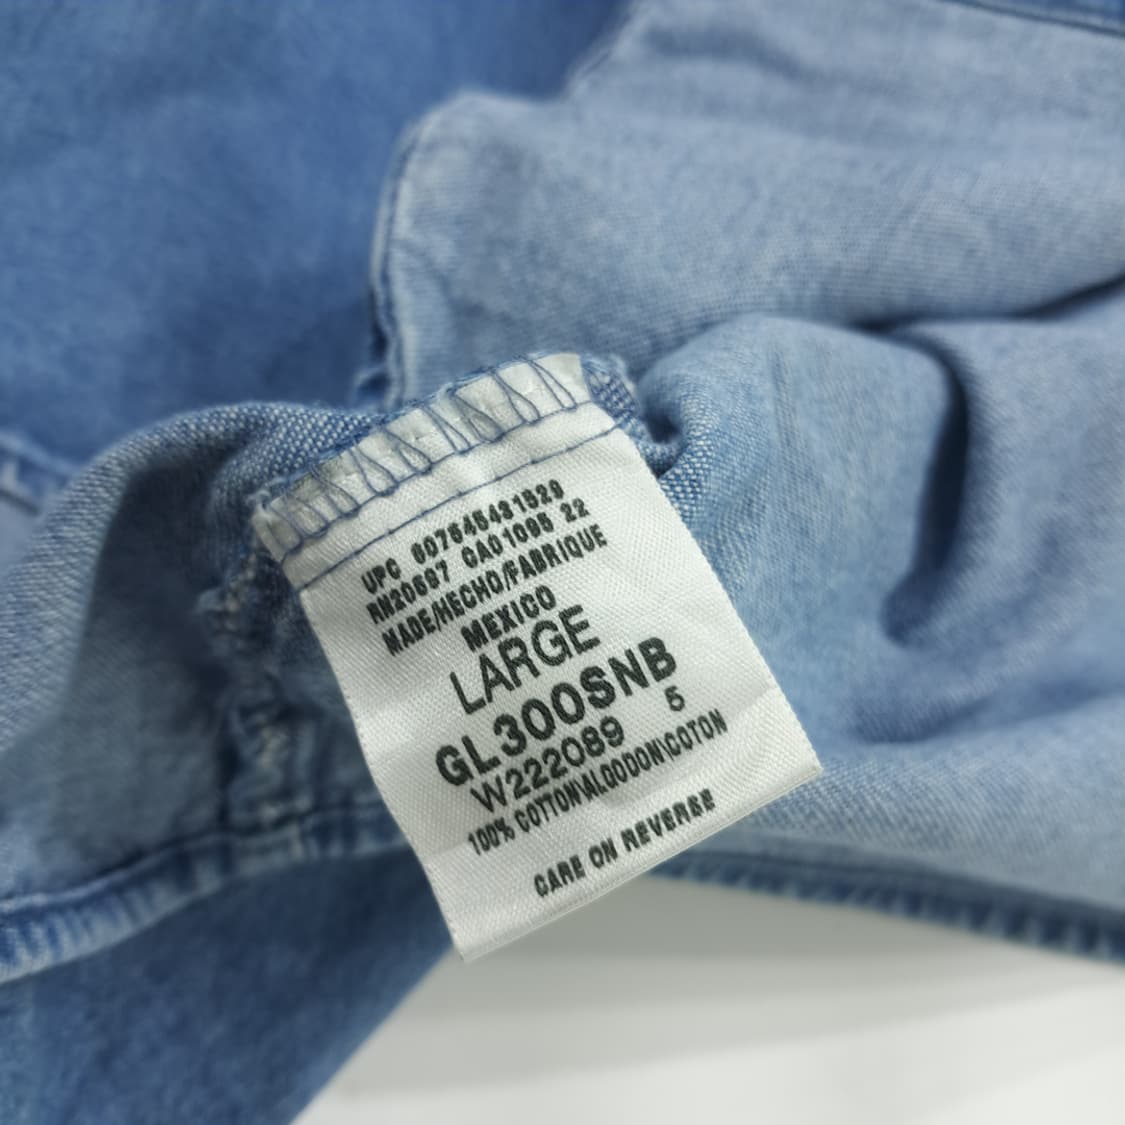 UPC 607645431529
RN20697 CA01095 22
MADE/HECHO/FABRIQUE
MEXICO
LARGE
GL300SNB
W222089 5
100% COTTON\ALGODON\COTON
CARE ON REVERSE